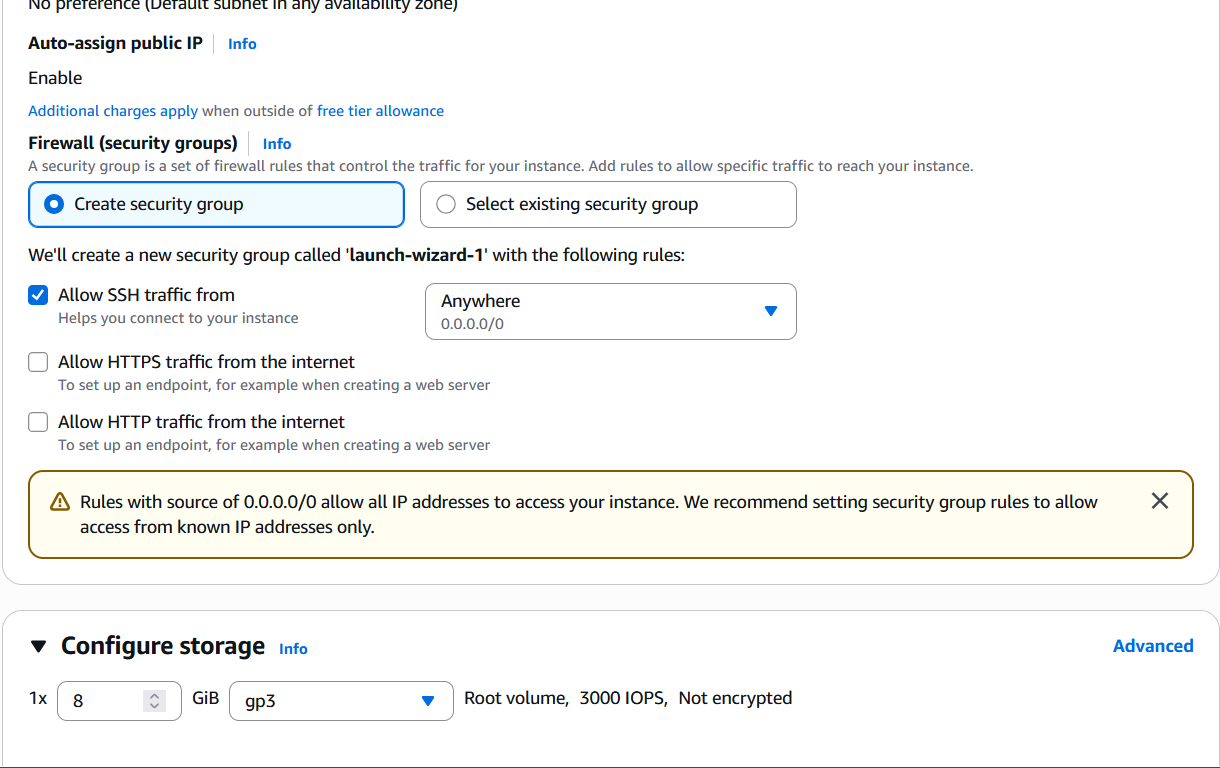 No preference (Default subnet in any availability zone)
Auto-assign public IP Info
Enable
Additional charges apply when outside of free tier allowance
Firewall (security groups) Info
A security group is a set of firewall rules that control the traffic for your instance. Add rules to allow specific traffic to reach your instance.
Create security group
Select existing security group
We'll create a new security group called 'launch-wizard-1' with the following rules:
Allow SSH traffic from
Helps you connect to your instance
Anywhere
0.0.0.0/0
Allow HTTPS traffic from the internet
To set up an endpoint, for example when creating a web server
Allow HTTP traffic from the internet
To set up an endpoint, for example when creating a web server
Rules with source of 0.0.0.0/0 allow all IP addresses to access your instance. We recommend setting security group rules to allow
access from known IP addresses only.
Configure storage Info
Advanced
1x 8 GiB gp3 Root volume, 3000 IOPS, Not encrypted